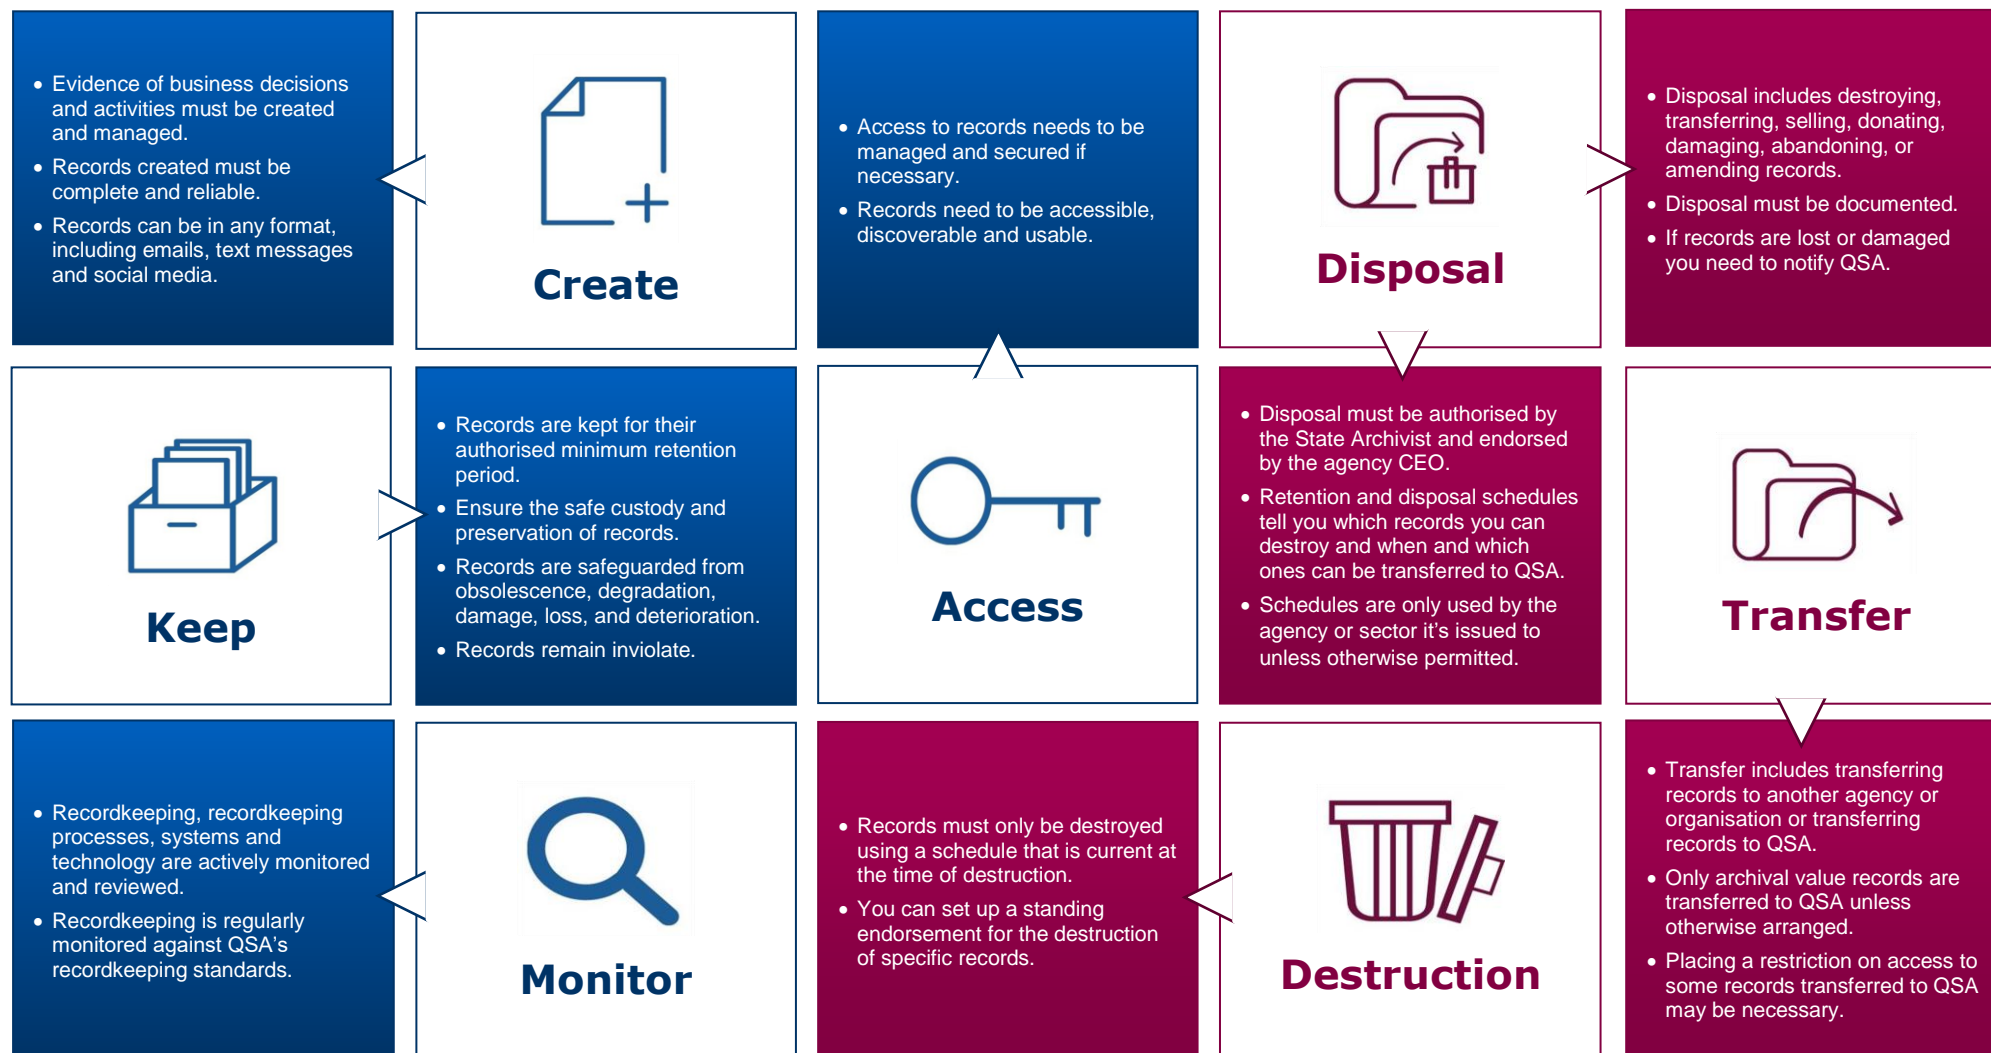 • Evidence of business decisions
and activities must be created
and managed.
• Records created must be
complete and reliable.
• Records can be in any format,
including emails, text messages
and social media.
Create
• Access to records needs to be
managed and secured if
necessary.
• Records need to be accessible,
discoverable and usable.
Disposal
• Disposal includes destroying,
transferring, selling, donating,
damaging, abandoning, or
amending records.
• Disposal must be documented.
• If records are lost or damaged
you need to notify QSA.
Keep
• Records are kept for their
authorised minimum retention
period.
• Ensure the safe custody and
preservation of records.
• Records are safeguarded from
obsolescence, degradation,
damage, loss, and deterioration.
• Records remain inviolate.
Access
• Disposal must be authorised by
the State Archivist and endorsed
by the agency CEO.
• Retention and disposal schedules
tell you which records you can
destroy and when and which
ones can be transferred to QSA.
• Schedules are only used by the
agency or sector it's issued to
unless otherwise permitted.
Transfer
• Recordkeeping, recordkeeping
processes, systems and
technology are actively monitored
and reviewed.
• Recordkeeping is regularly
monitored against QSA's
recordkeeping standards.
Monitor
• Records must only be destroyed
using a schedule that is current at
the time of destruction.
• You can set up a standing
endorsement for the destruction
of specific records.
Destruction
• Transfer includes transferring
records to another agency or
organisation or transferring
records to QSA.
• Only archival value records are
transferred to QSA unless
otherwise arranged.
• Placing a restriction on access to
some records transferred to QSA
may be necessary.